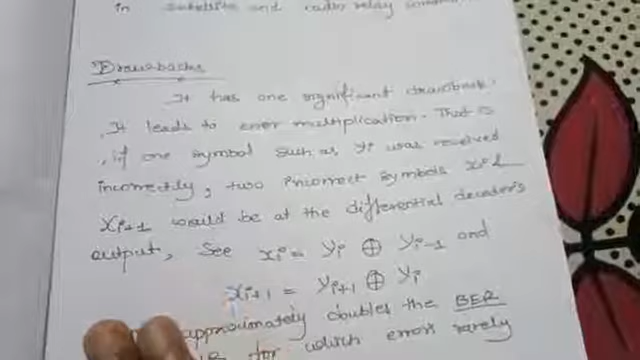 in satellite and radio relay
Drawbacks
It has one significant drawback.
It leads to error multiplication. That is
, if one symbol such as yi was received
incorrectly, two incorrect symbols xi &
xi+1 would be at the differential decoder's
output, see xi = yi ⊕ yi-1 and
xi+1 = yi+1 ⊕ yi
approximately doubles the BER
for which errors rarely